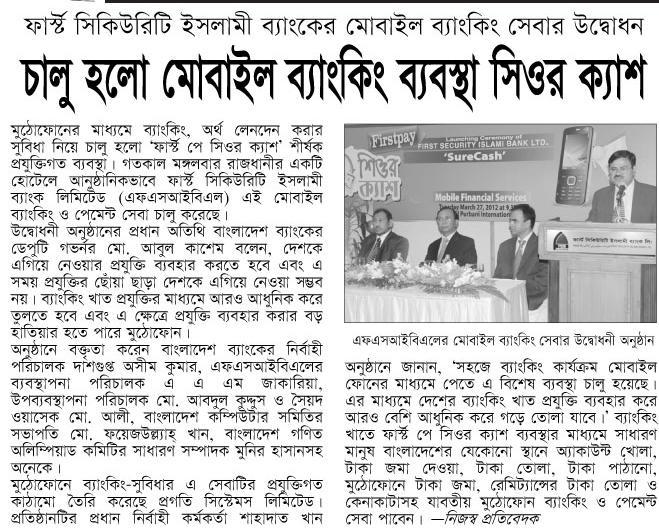 ফার্স্ট সিকিউরিটি ইসলামী ব্যাংকের মোবাইল ব্যাংকিং সেবার উদ্বোধন
চালু হলো মোবাইল ব্যাংকিং ব্যবস্থা সিওর ক্যাশ
মুঠোফোনের মাধ্যমে ব্যাংকিং, অর্থ লেনদেন করার
সুবিধা নিয়ে চালু হলো ‘ফার্স্ট পে সিওর ক্যাশ’ শীর্ষক
প্রযুক্তিগত ব্যবস্থা। গতকাল মঙ্গলবার রাজধানীর একটি
হোটেলে আনুষ্ঠানিকভাবে ফার্স্ট সিকিউরিটি ইসলামী
ব্যাংক লিমিটেড (এফএসআইবিএল) এই মোবাইল
ব্যাংকিং ও পেমেন্ট সেবা চালু করেছে।
উদ্বোধনী অনুষ্ঠানের প্রধান অতিথি বাংলাদেশ ব্যাংকের
ডেপুটি গভর্নর মো. আবুল কাশেম বলেন, দেশকে
এগিয়ে নেওয়ার প্রযুক্তি ব্যবহার করতে হবে এবং এ
সময় প্রযুক্তির ছোঁয়া ছাড়া দেশকে এগিয়ে নেওয়া সম্ভব
নয়। ব্যাংকিং খাত প্রযুক্তির মাধ্যমে আরও আধুনিক করে
তুলতে হবে এবং এ ক্ষেত্রে প্রযুক্তি ব্যবহার করার বড়
হাতিয়ার হতে পারে মুঠোফোন।
অনুষ্ঠানে বক্তৃতা করেন বাংলাদেশ ব্যাংকের নির্বাহী
পরিচালক দাশগুপ্ত অসীম কুমার, এফএসআইবিএলের
ব্যবস্থাপনা পরিচালক এ এ এম জাকারিয়া,
উপব্যবস্থাপনা পরিচালক মো. আবদুল কুদ্দুস ও সৈয়দ
ওয়াসেক মো. আলী, বাংলাদেশ কম্পিউটার সমিতির
সভাপতি মো. ফয়েজউল্ল্যাহ্ খান, বাংলাদেশ গণিত
অলিম্পিয়াড কমিটির সাধারণ সম্পাদক মুনির হাসানসহ
অনেকে।
মুঠোফোনে ব্যাংকিং-সুবিধার এ সেবাটির প্রযুক্তিগত
কাঠামো তৈরি করেছে প্রগতি সিস্টেমস লিমিটেড।
প্রতিষ্ঠানটির প্রধান নির্বাহী কর্মকর্তা শাহাদাত খান
Firstpay
Launching Ceremony of
FIRST SECURITY ISLAMI BANK LTD.
'SureCash'
শিওর
ক্যাশ
Mobile Financial Services
Tuesday March 27, 2012 at 9.3
Purbani Internation
ফার্স্ট সিকিউরিটি ইসলামী ব্যাংক লিঃ
এফএসআইবিএলের মোবাইল ব্যাংকিং সেবার উদ্বোধনী অনুষ্ঠান
অনুষ্ঠানে জানান, ‘সহজে ব্যাংকিং কার্যক্রম মোবাইল
ফোনের মাধ্যমে পেতে এ বিশেষ ব্যবস্থা চালু হয়েছে।
এর মাধ্যমে দেশের ব্যাংকিং খাত প্রযুক্তি ব্যবহার করে
আরও বেশি আধুনিক করে গড়ে তোলা যাবে।’ ব্যাংকিং
খাতে ফার্স্ট পে সিওর ক্যাশ ব্যবস্থার মাধ্যমে সাধারণ
মানুষ বাংলাদেশের যেকোনো স্থানে অ্যাকাউন্ট খোলা,
টাকা জমা দেওয়া, টাকা তোলা, টাকা পাঠানো,
মুঠোফোনে টাকা জমা, রেমিট্যান্সের টাকা তোলা ও
কেনাকাটাসহ যাবতীয় মুঠোফোন ব্যাংকিং ও পেমেন্ট
সেবা পাবেন। —নিজস্ব প্রতিবেদক